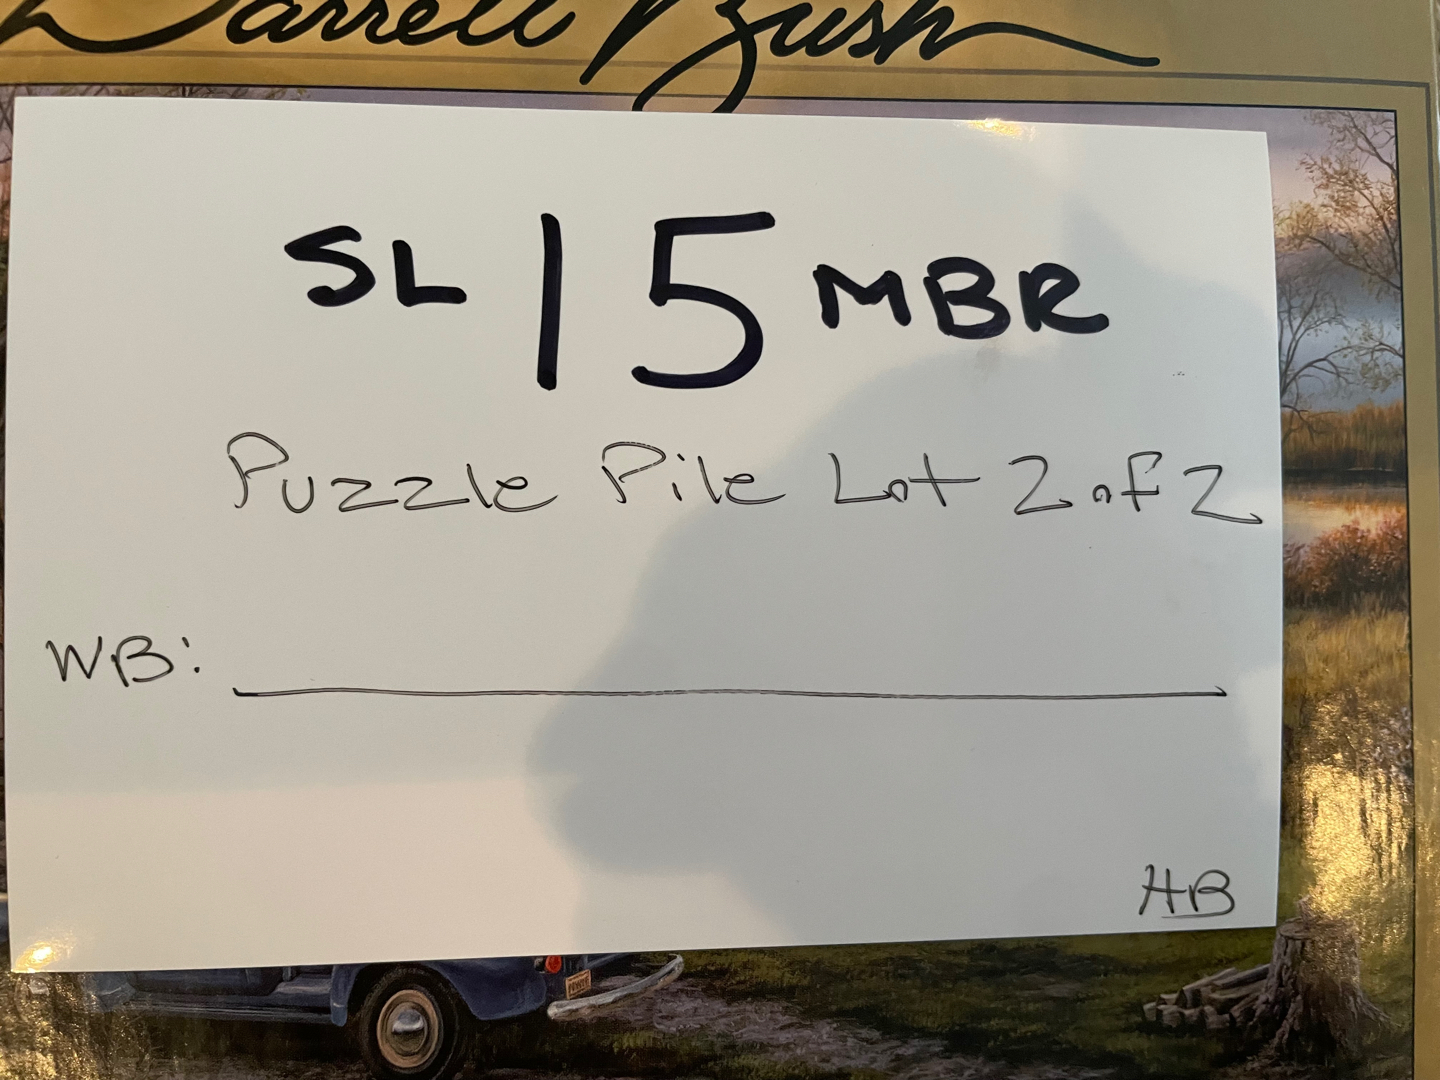 Darrell Bush
SL 15 MBR
Puzzle Pile Lot 2 of 2
WB:
HB